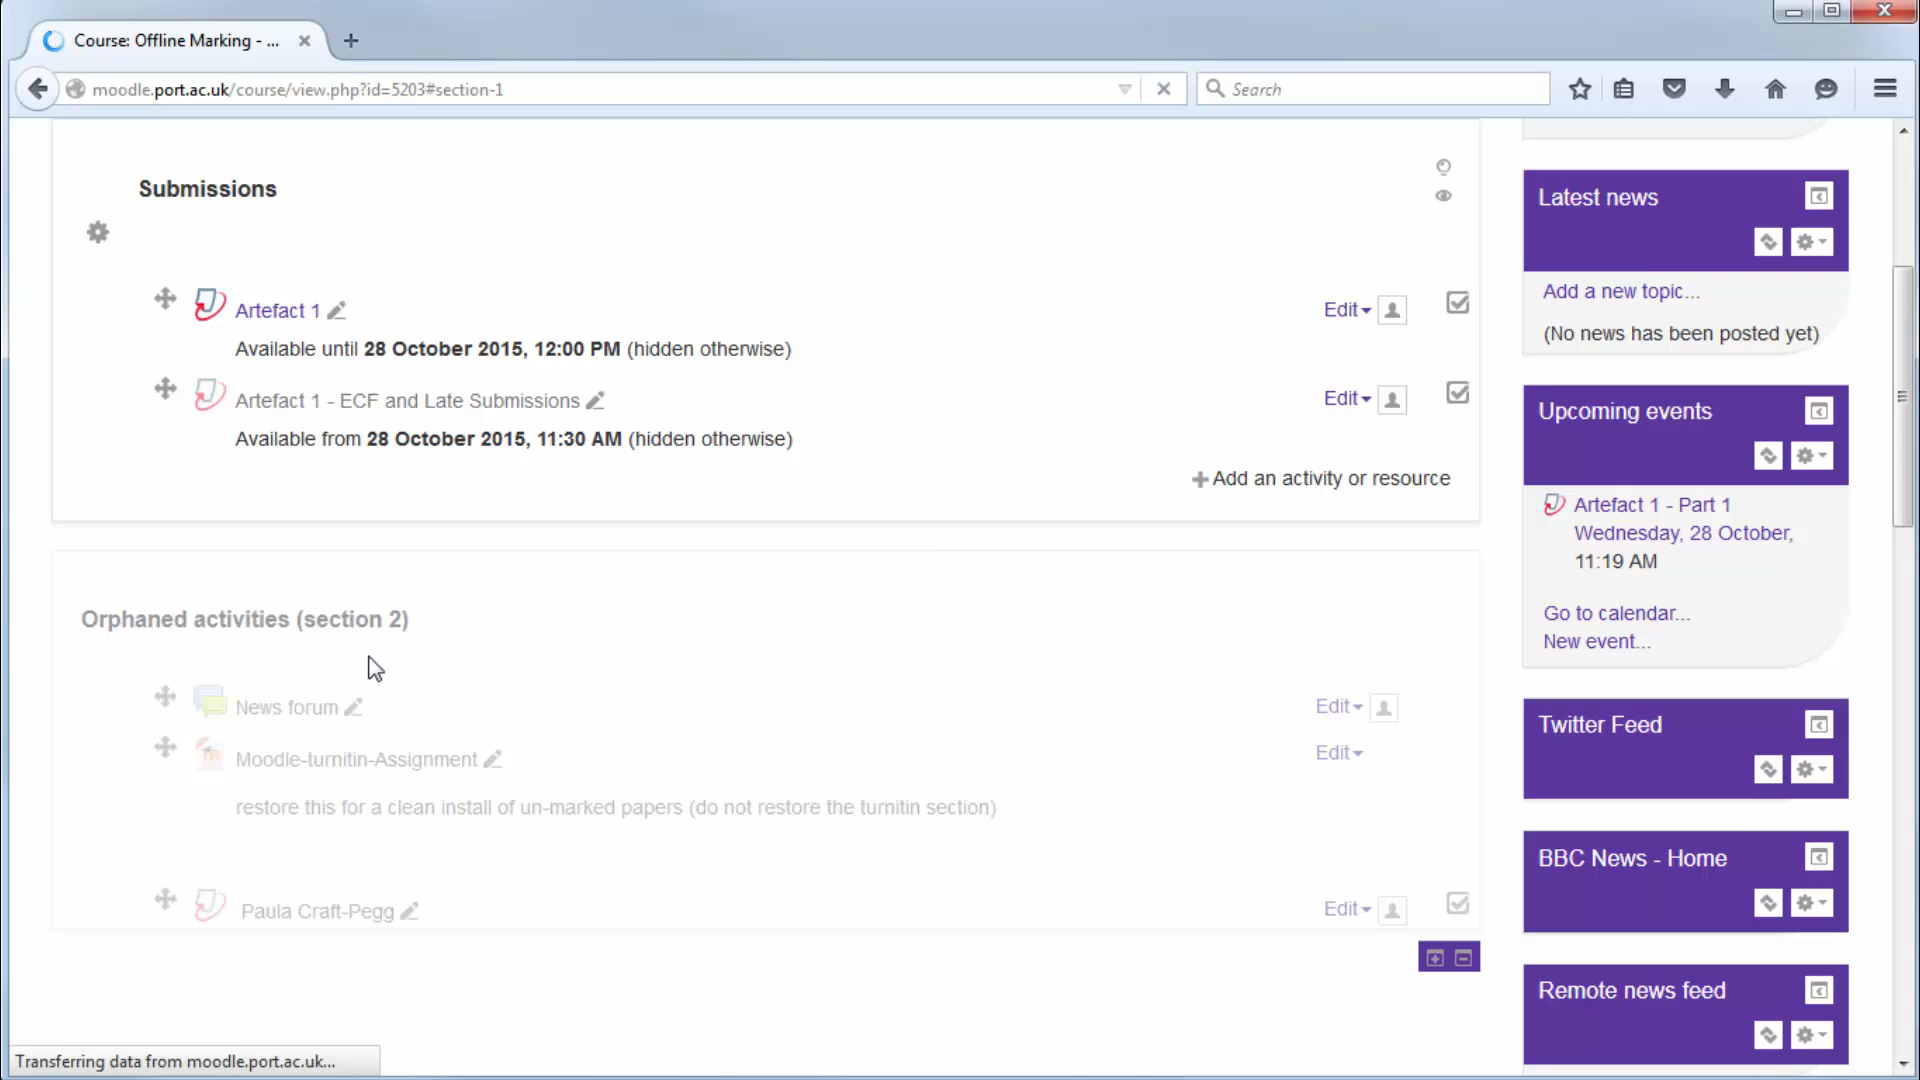 Course: Offline Marking - ...
moodle.port.ac.uk/course/view.php?id=5203#section-1
Search
Submissions
Artefact 1
Edit
Available until 28 October 2015, 12:00 PM (hidden otherwise)
Artefact 1 - ECF and Late Submissions
Edit
Available from 28 October 2015, 11:30 AM (hidden otherwise)
Add an activity or resource
Orphaned activities (section 2)
News forum
Edit
Moodle-turnitin-Assignment
Edit
restore this for a clean install of un-marked papers (do not restore the turnitin section)
Paula Craft-Pegg
Edit
Latest news
Add a new topic...
(No news has been posted yet)
Upcoming events
Artefact 1 - Part 1
Wednesday, 28 October,
11:19 AM
Go to calendar...
New event...
Twitter Feed
BBC News - Home
Remote news feed
Transferring data from moodle.port.ac.uk...